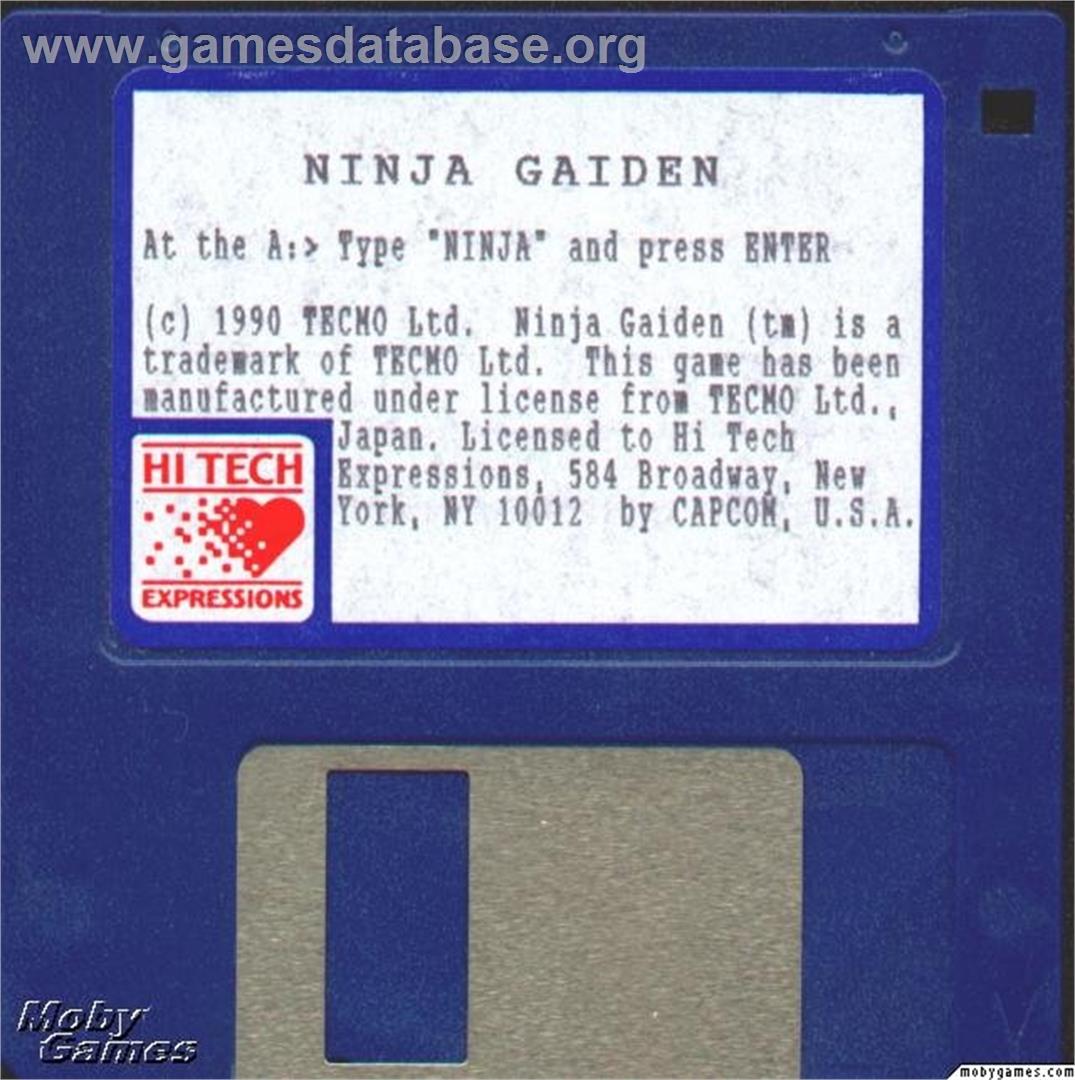 www.gamesdatabase.org
NINJA GAIDEN
At the A:> Type "NINJA" and press ENTER
(c) 1990 TECMO Ltd. Ninja Gaiden (tm) is a
trademark of TECMO Ltd. This game has been
manufactured under license from TECMO Ltd.,
Japan. Licensed to Hi Tech
Expressions, 584 Broadway, New
York, NY 10012 by CAPCOM, U.S.A.
HI TECH
EXPRESSIONS
Moby
Games
mobygames.com